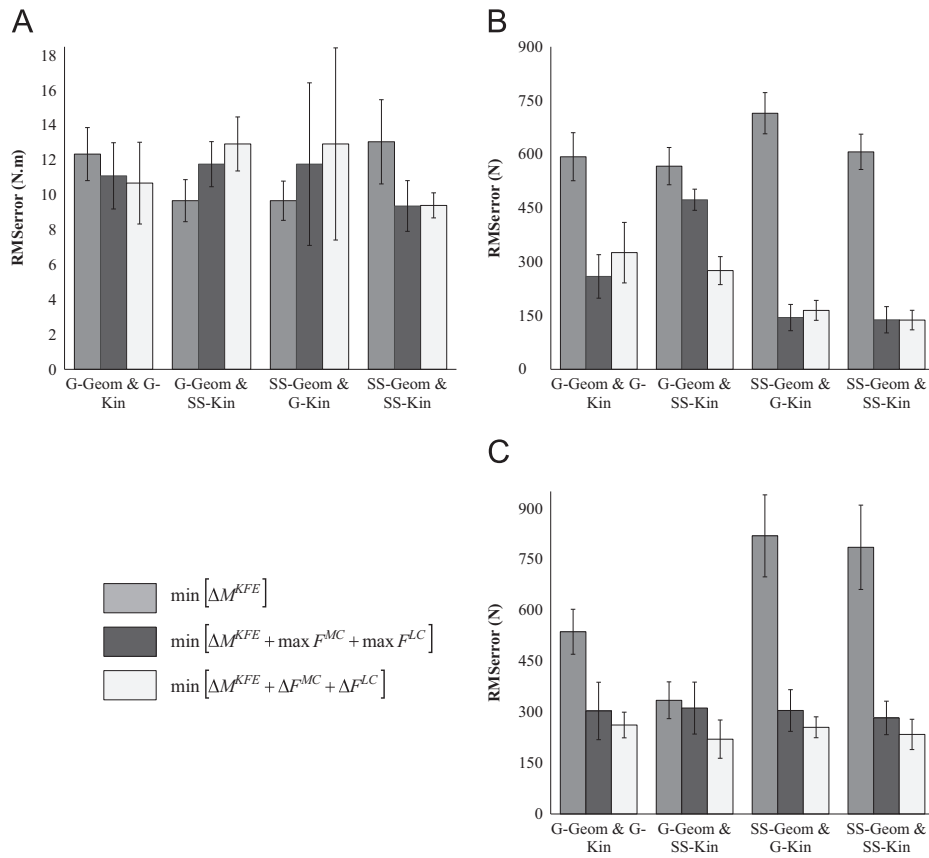 A
RMSerror (N.m)
18
16
14
12
10
8
6
4
2
0
G-Geom & G-
Kin
G-Geom &
SS-Kin
SS-Geom &
G-Kin
SS-Geom &
SS-Kin
B
RMSerror (N)
900
750
600
450
300
150
0
G-Geom & G-
Kin
G-Geom &
SS-Kin
SS-Geom &
G-Kin
SS-Geom &
SS-Kin
min [ΔM^{KFE}]
min [ΔM^{KFE} + max F^{MC} + max F^{LC}]
min [ΔM^{KFE} + ΔF^{MC} + ΔF^{LC}]
C
RMSerror (N)
900
750
600
450
300
150
0
G-Geom & G-
Kin
G-Geom &
SS-Kin
SS-Geom &
G-Kin
SS-Geom &
SS-Kin